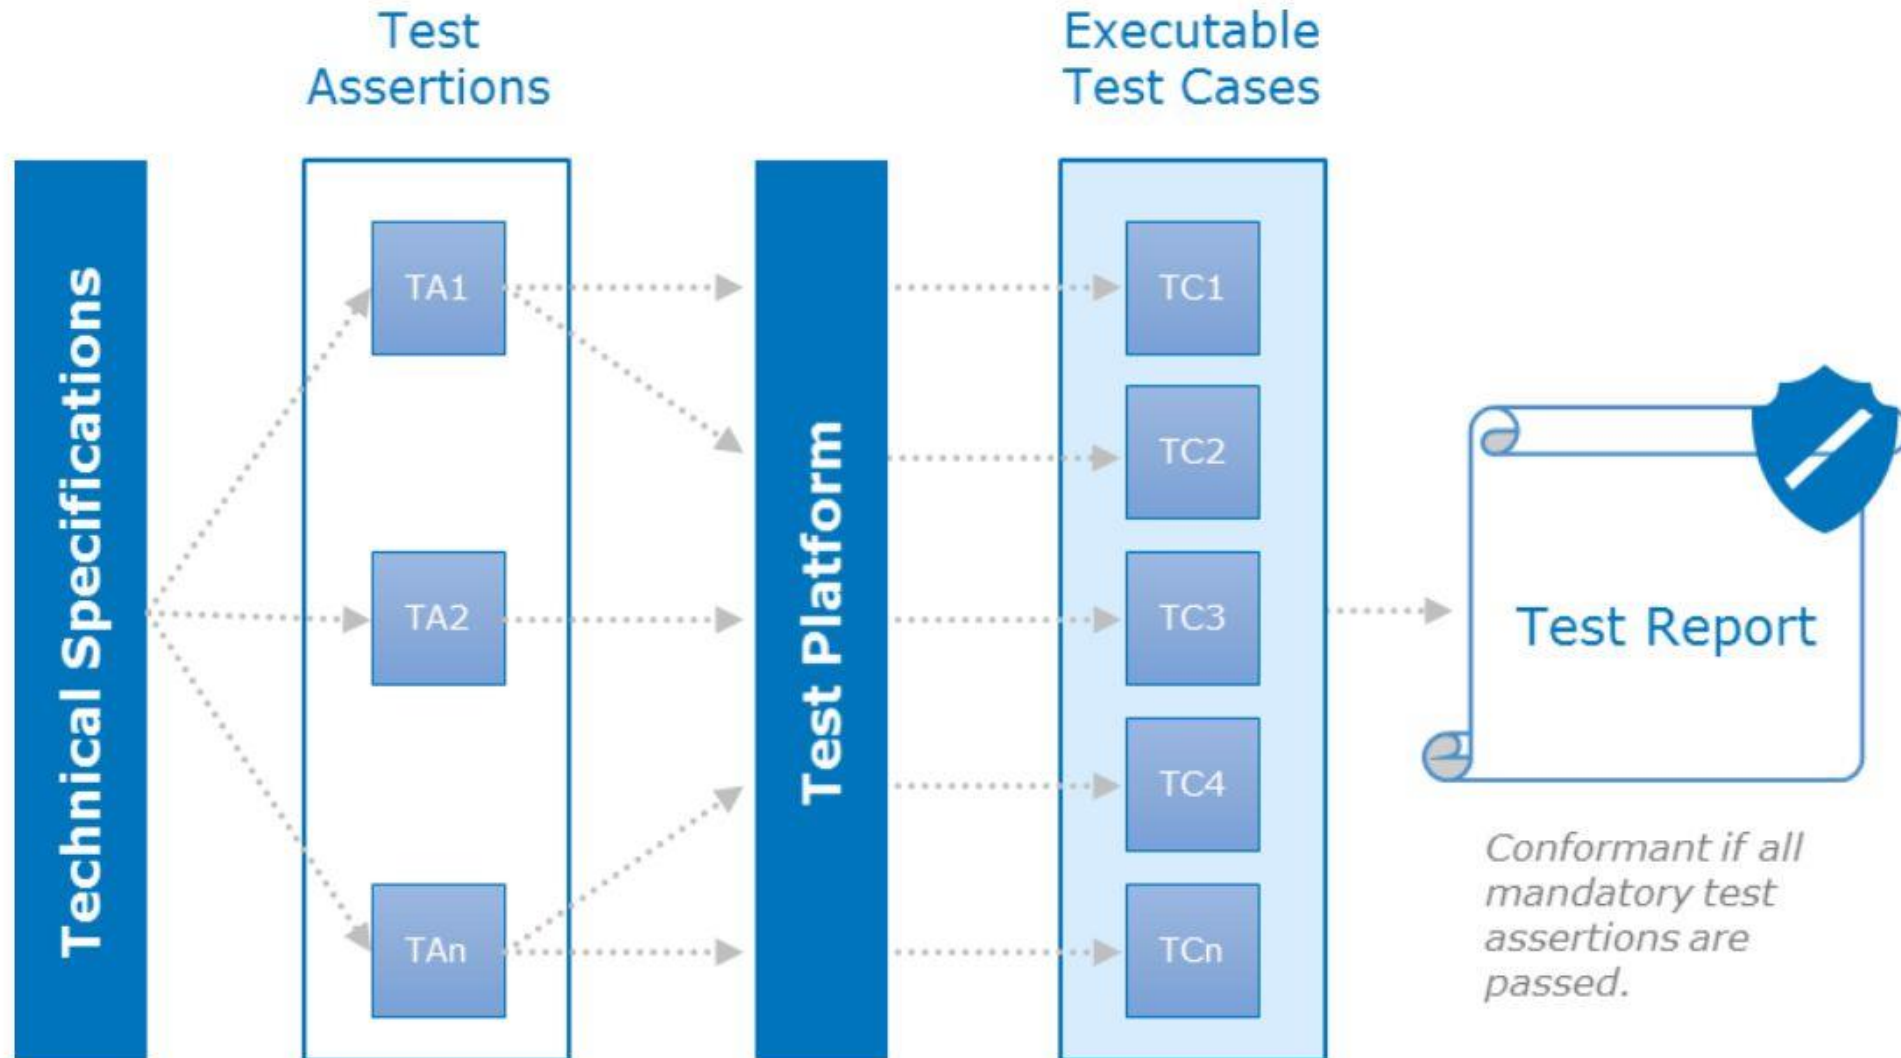 Test
Assertions
Executable
Test Cases
Technical Specifications
TA1
TA2
TAn
Test Platform
TC1
TC2
TC3
TC4
TCn
Test Report
Conformant if all
mandatory test
assertions are
passed.